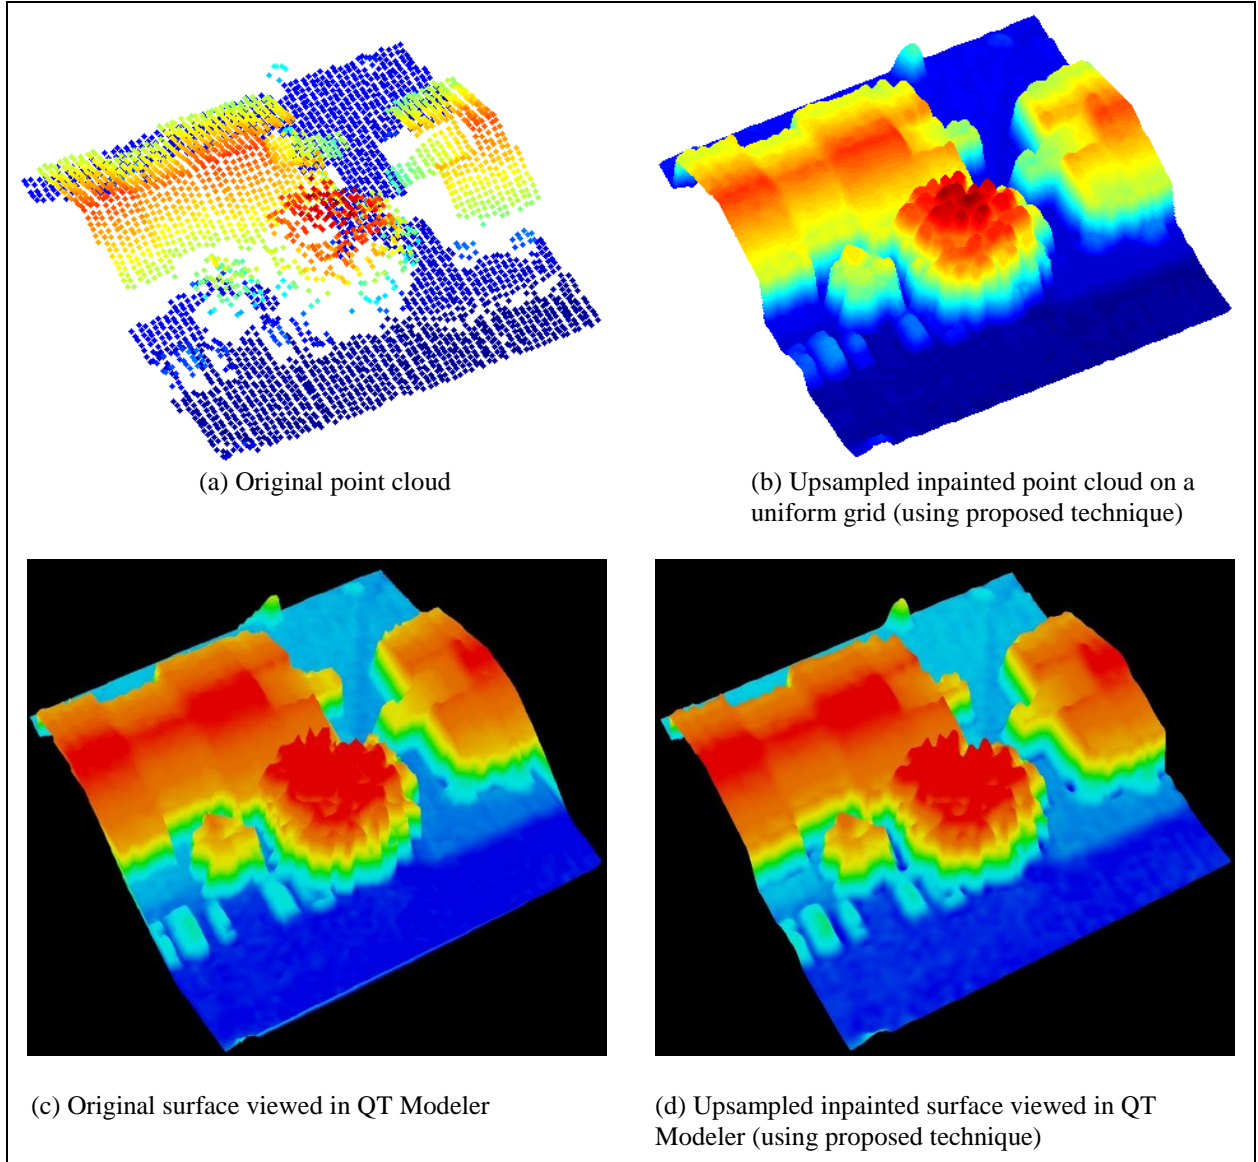 (a) Original point cloud
(b) Upsampled inpainted point cloud on a
uniform grid (using proposed technique)
(c) Original surface viewed in QT Modeler
(d) Upsampled inpainted surface viewed in QT
Modeler (using proposed technique)